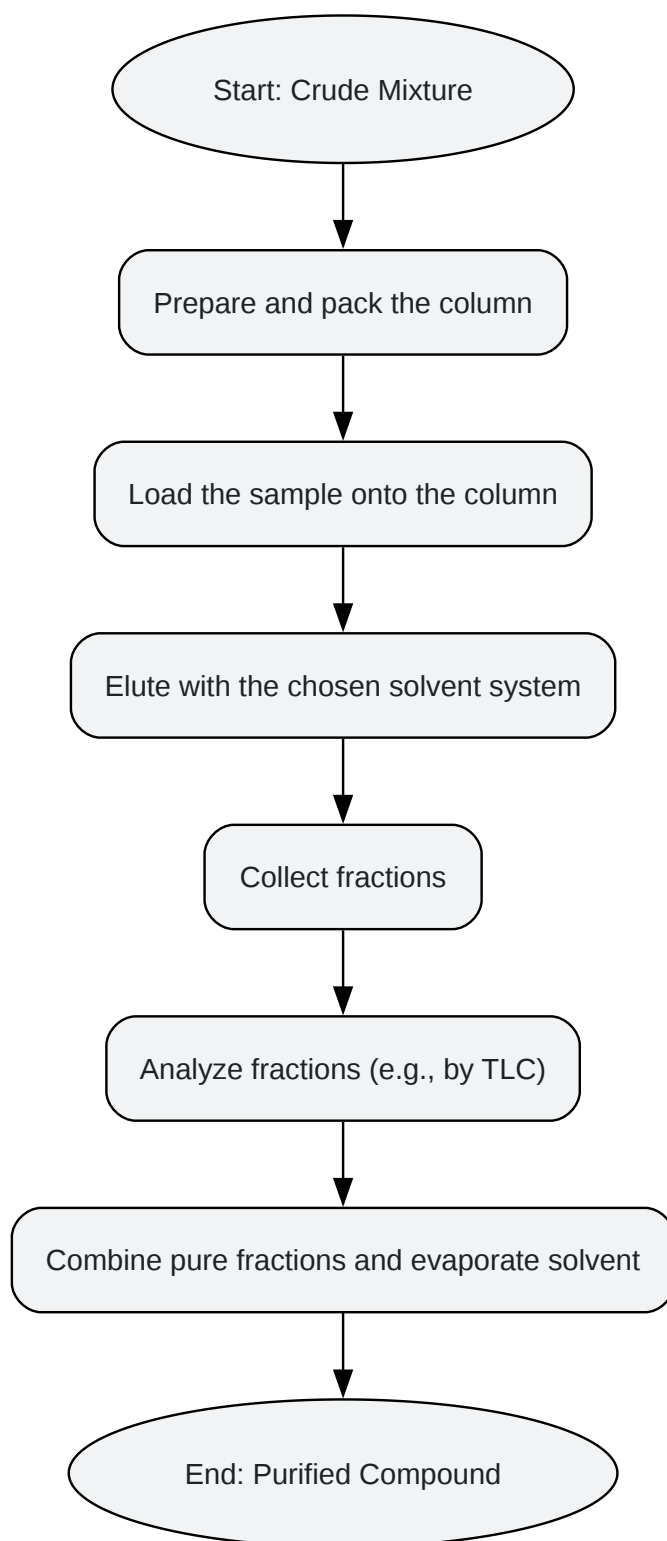 Start: Crude Mixture
Prepare and pack the column
Load the sample onto the column
Elute with the chosen solvent system
Collect fractions
Analyze fractions (e.g., by TLC)
Combine pure fractions and evaporate solvent
End: Purified Compound